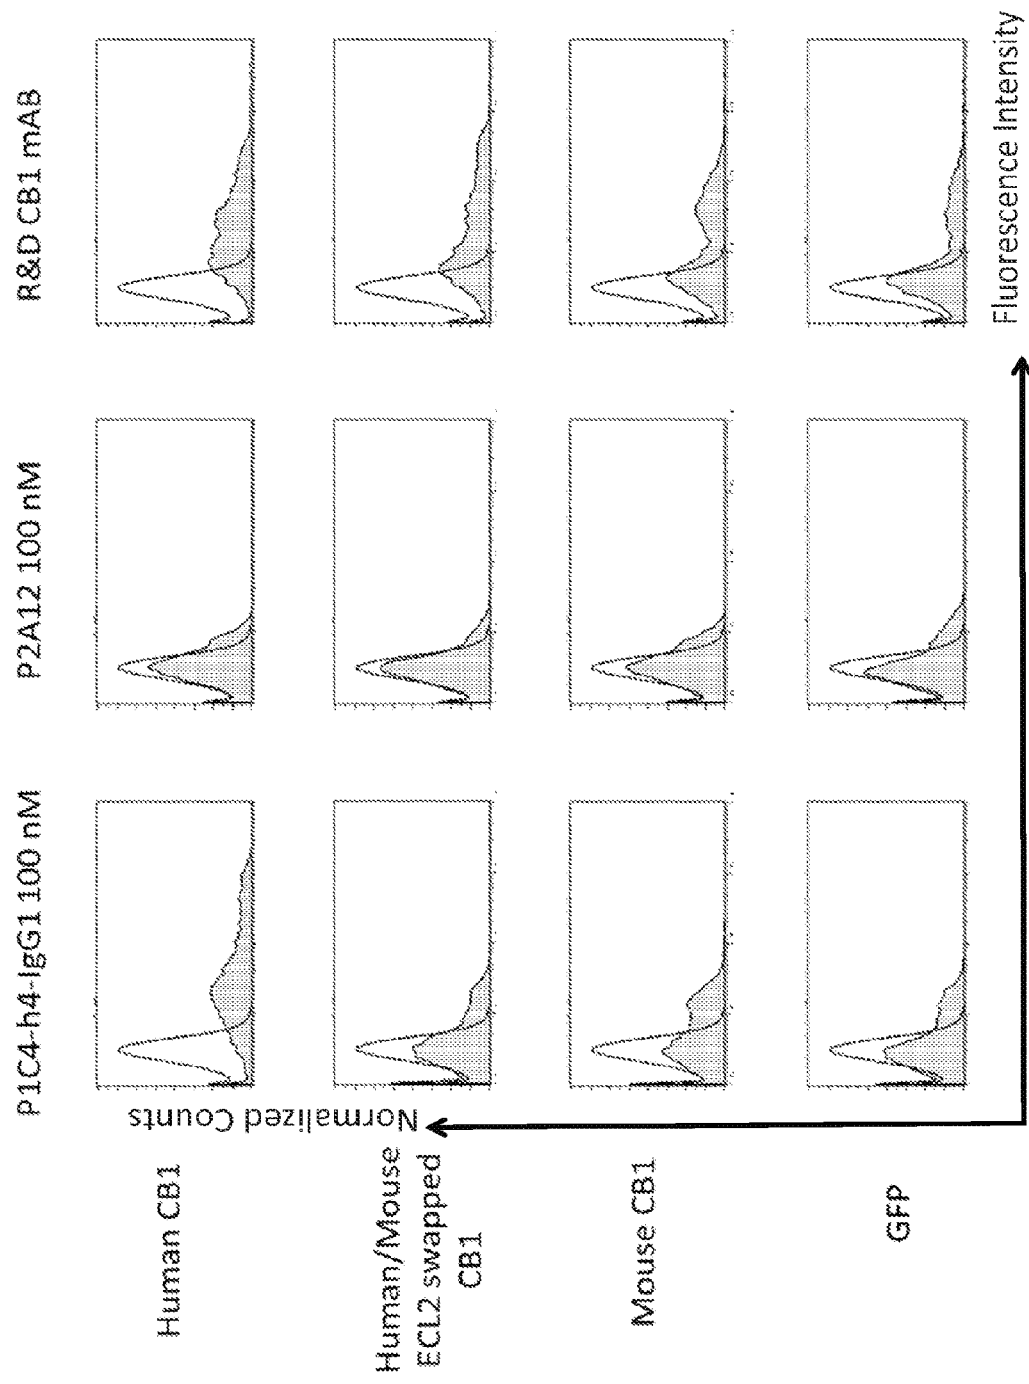 P1C4-h4-IgG1 100 nM
P2A12 100 nM
R&D CB1 mAB
Human CB1
Human/Mouse
ECL2 swapped
CB1
Mouse CB1
GFP
Normalized Counts
Fluorescence Intensity